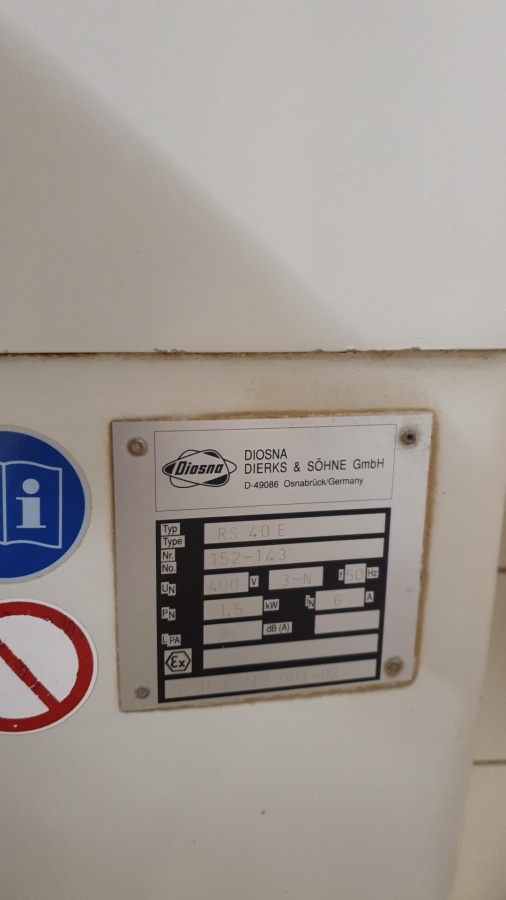 Diosna
DIOSNA
DIERKS & SÖHNE GmbH
D-49086 Osnabrück/Germany
Typ
Type
RS 40 E
Nr.
No.
152-143
UN 400 V 3~N f 50 Hz
PN 1.5 kW IN 6 A
LPA dB (A)
Ex
i